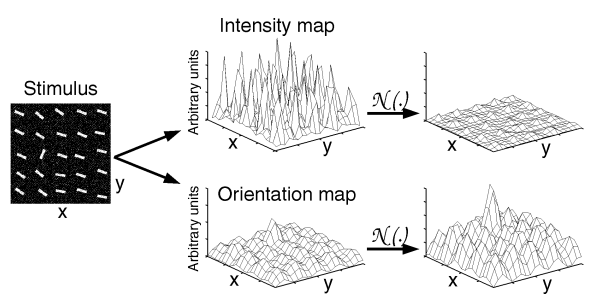 Intensity map
Stimulus
Arbitrary units
x
y
N(.)
x
y
x
y
Orientation map
Arbitrary units
x
y
N(.)
x
y